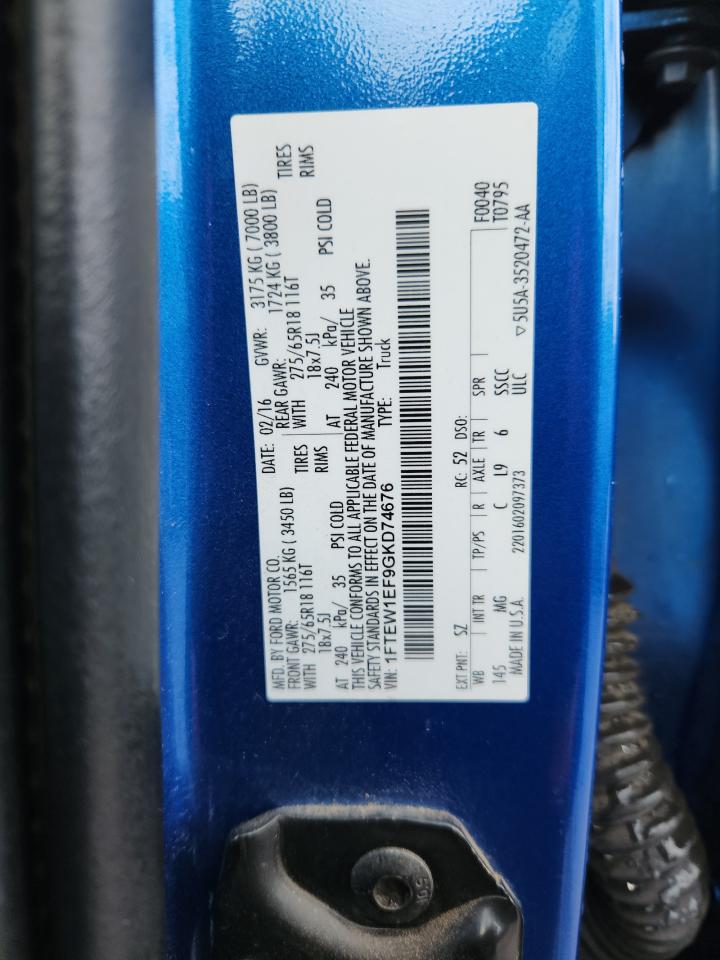 MFD. BY FORD MOTOR CO.
DATE: 02/16 GVWR: 3175 KG ( 7000 LB)
FRONT GAWR: 1565 KG ( 3450 LB) REAR GAWR: 1724 KG ( 3800 LB)
WITH 275/65R18 116T TIRES WITH 275/65R18 116T TIRES
18x7.5J RIMS 18x7.5J RIMS
AT 240 kPa/ 35 PSI COLD AT 240 kPa/ 35 PSI COLD
THIS VEHICLE CONFORMS TO ALL APPLICABLE FEDERAL MOTOR VEHICLE
SAFETY STANDARDS IN EFFECT ON THE DATE OF MANUFACTURE SHOWN ABOVE.
VIN: 1FTEW1EF9GKD74676 TYPE: Truck
EXT PNT: SZ RC: 52 DSO: F0040
WB INT TR TP/PS R AXLE TR SPR T0795
145 MG C L9 6 SSCC
MADE IN U.S.A. 2201602097373 ULC ▽5U5A-3520472-AA